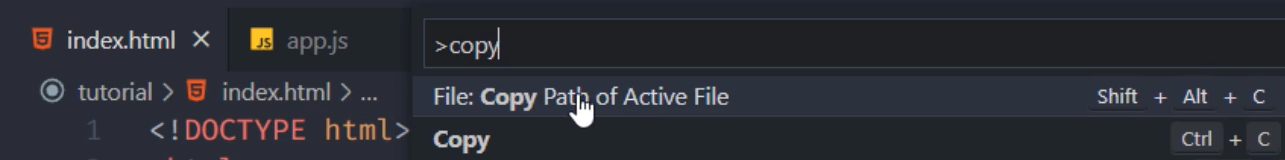 index.html × JS app.js
>copy
tutorial > index.html > ...
File: Copy Path of Active File Shift + Alt + C
1 <!DOCTYPE html>
Copy Ctrl + C